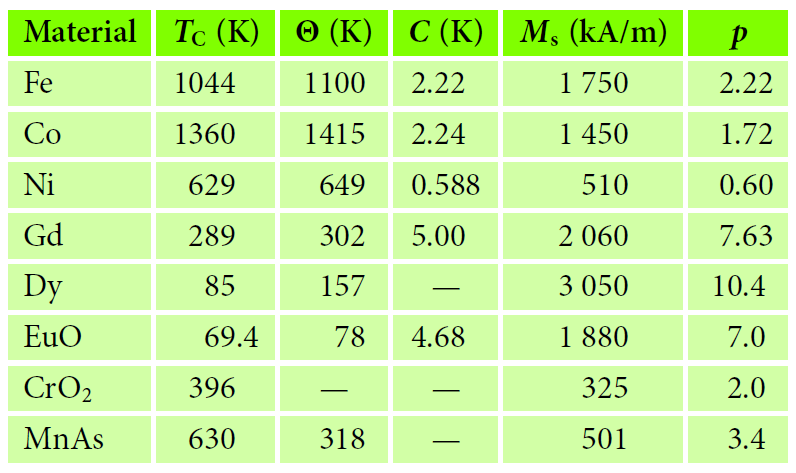 Material T_C (K) Θ (K) C (K) M_s (kA/m) p
Fe 1044 1100 2.22 1 750 2.22
Co 1360 1415 2.24 1 450 1.72
Ni 629 649 0.588 510 0.60
Gd 289 302 5.00 2 060 7.63
Dy 85 157 — 3 050 10.4
EuO 69.4 78 4.68 1 880 7.0
CrO₂ 396 — — 325 2.0
MnAs 630 318 — 501 3.4